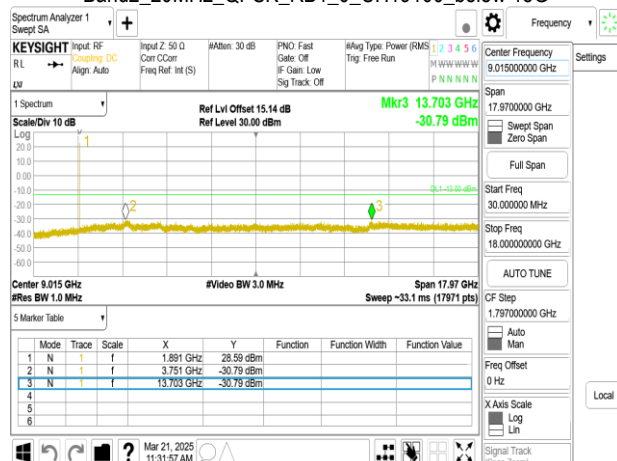 Band2_20MHz_QPSK_RB1_0_CH19100_below 18G
Spectrum Analyzer 1
Swept SA
Frequency
KEYSIGHT
Input: RF
Input Z: 50 Ω
#Atten: 30 dB
PNO: Fast
#Avg Type: Power (RMS
1 2 3 4 5 6
RL
Coupling: DC
Corr CCorr
Gate: Off
Trig: Free Run
M W W W W W
Align: Auto
Freq Ref: Int (S)
IF Gain: Low
P N N N N N
Sig Track: Off
LXI
Center Frequency
9.015000000 GHz
Settings
1 Spectrum
Ref Lvl Offset 15.14 dB
Mkr3 13.703 GHz
Scale/Div 10 dB
Ref Level 30.00 dBm
-30.79 dBm
Log
20.0
10.0
0.00
-10.0
-20.0
-30.0
-40.0
-50.0
-60.0
1
2
3
DL1 -13.00 dBm
Center 9.015 GHz
#Video BW 3.0 MHz
Span 17.97 GHz
#Res BW 1.0 MHz
Sweep ~33.1 ms (17971 pts)
Span
17.9700000 GHz
Swept Span
Zero Span
Full Span
Start Freq
30.000000 MHz
Stop Freq
18.000000000 GHz
AUTO TUNE
CF Step
1.797000000 GHz
Auto
Man
Freq Offset
0 Hz
X Axis Scale
Log
Lin
Signal Track
Local
5 Marker Table
Mode Trace Scale X Y Function Function Width Function Value
1 N 1 f 1.891 GHz 28.59 dBm
2 N 1 f 3.751 GHz -30.79 dBm
3 N 1 f 13.703 GHz -30.79 dBm
4
5
6
?
Mar 21, 2025
11:31:57 AM